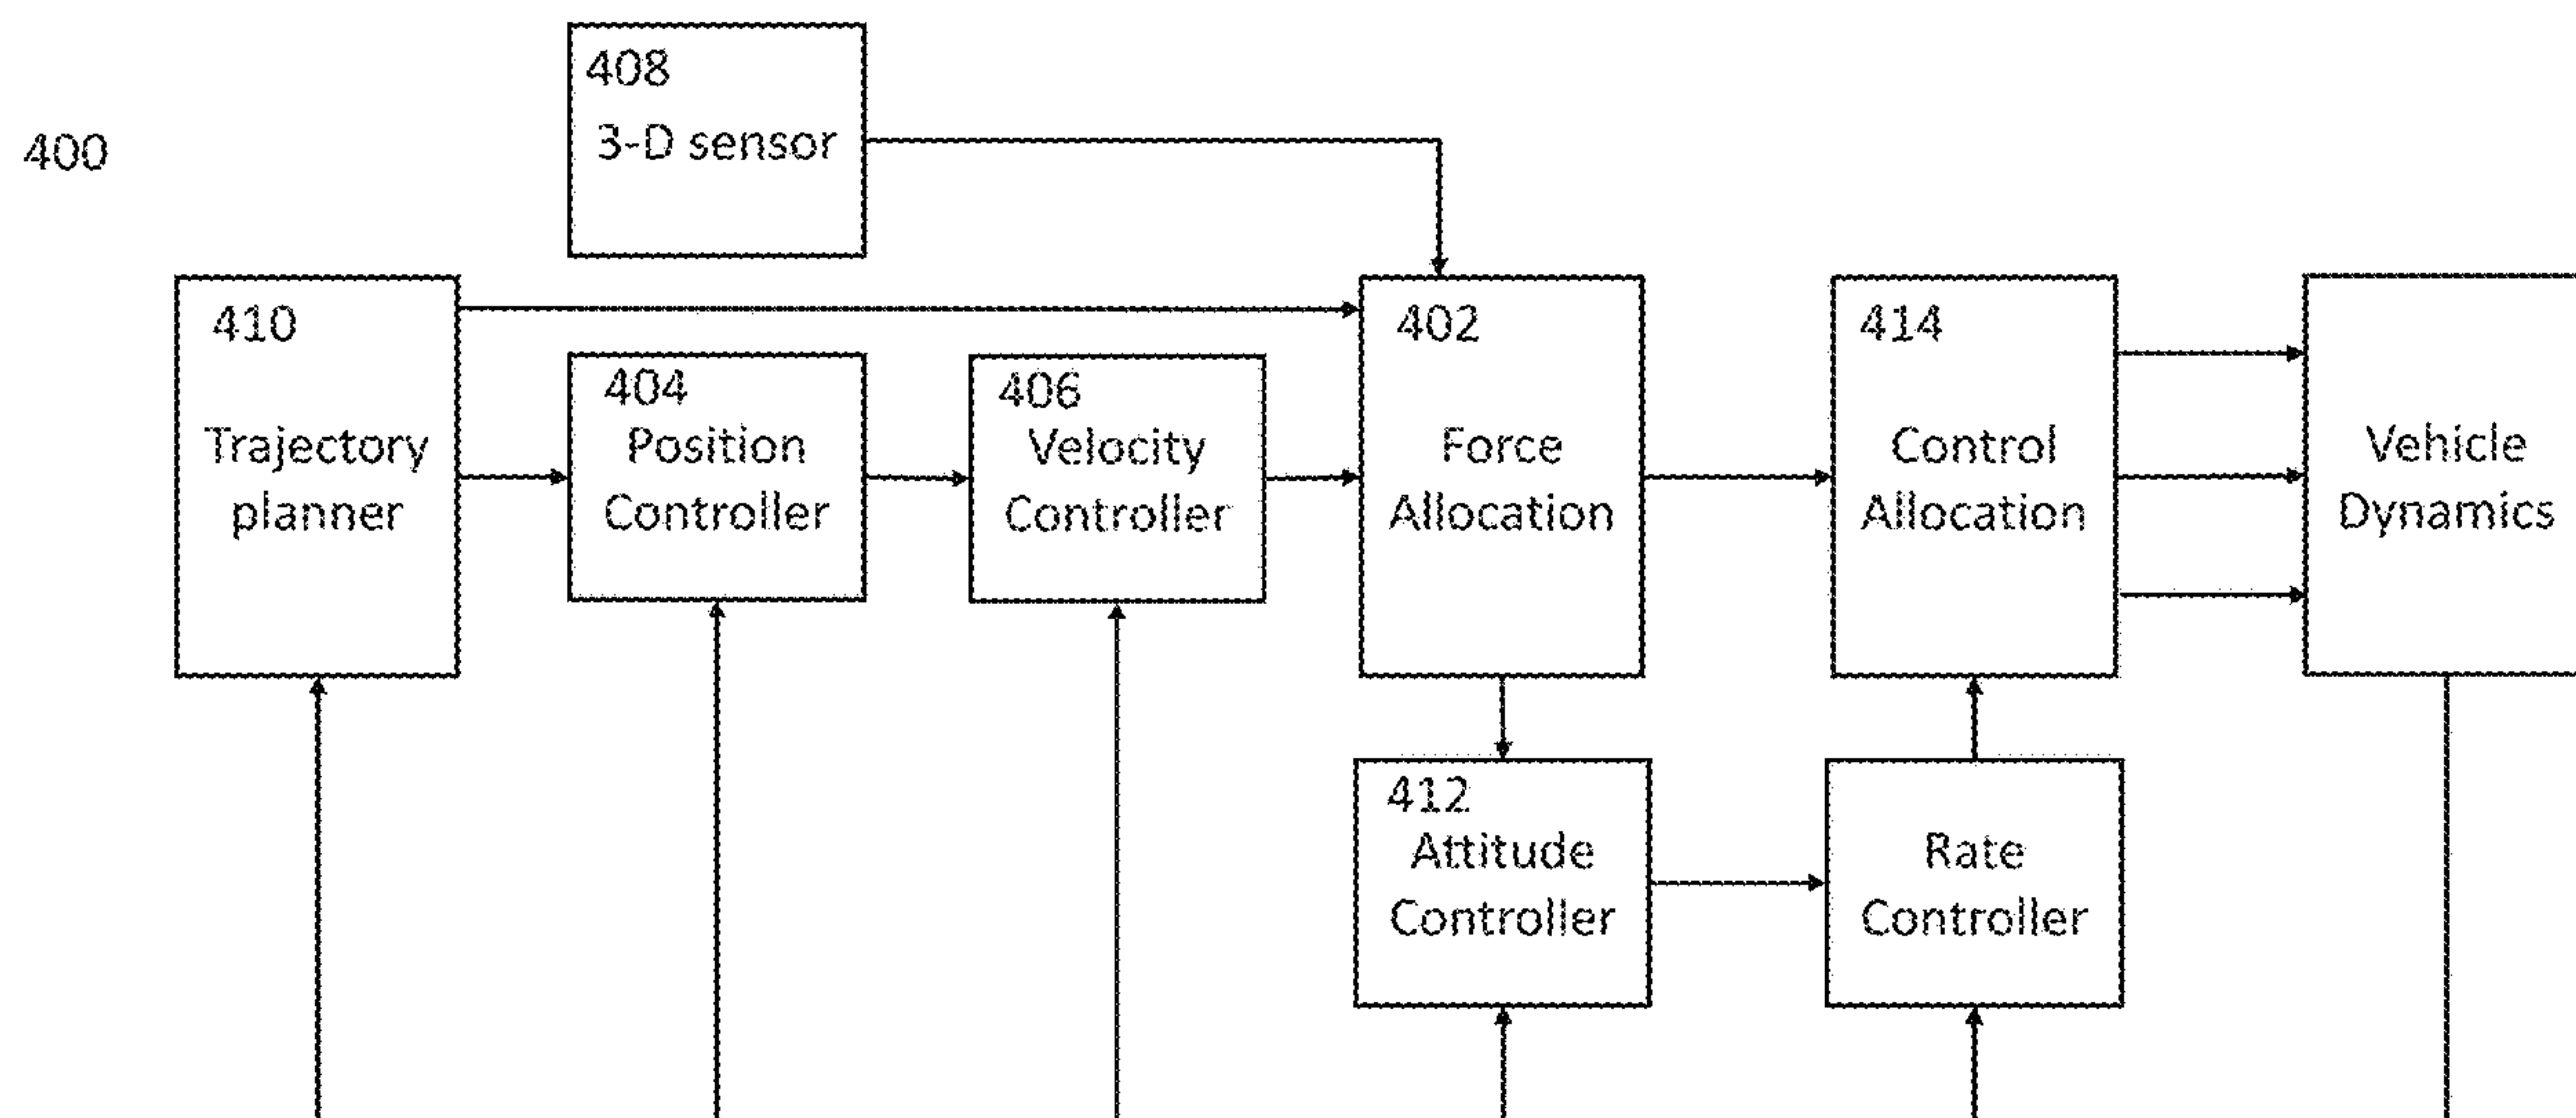 400
408
3-D sensor
410
Trajectory
planner
404
Position
Controller
406
Velocity
Controller
402
Force
Allocation
414
Control
Allocation
Vehicle
Dynamics
412
Attitude
Controller
Rate
Controller